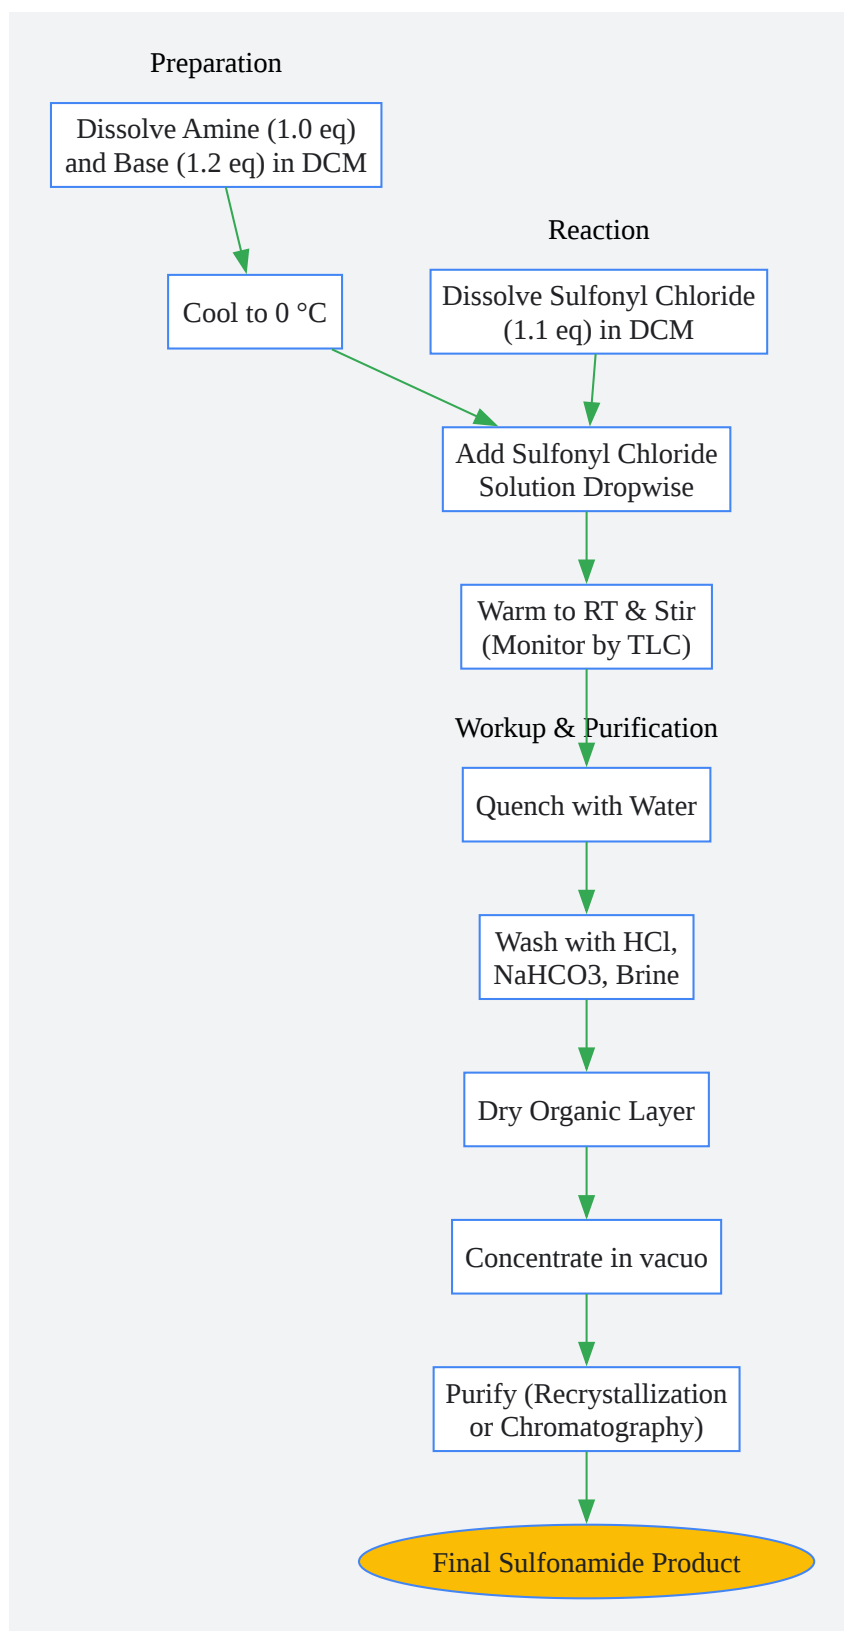 Preparation
Dissolve Amine (1.0 eq)
and Base (1.2 eq) in DCM
Cool to 0 °C
Reaction
Dissolve Sulfonyl Chloride
(1.1 eq) in DCM
Add Sulfonyl Chloride
Solution Dropwise
Warm to RT & Stir
(Monitor by TLC)
Workup & Purification
Quench with Water
Wash with HCl,
NaHCO3, Brine
Dry Organic Layer
Concentrate in vacuo
Purify (Recrystallization
or Chromatography)
Final Sulfonamide Product